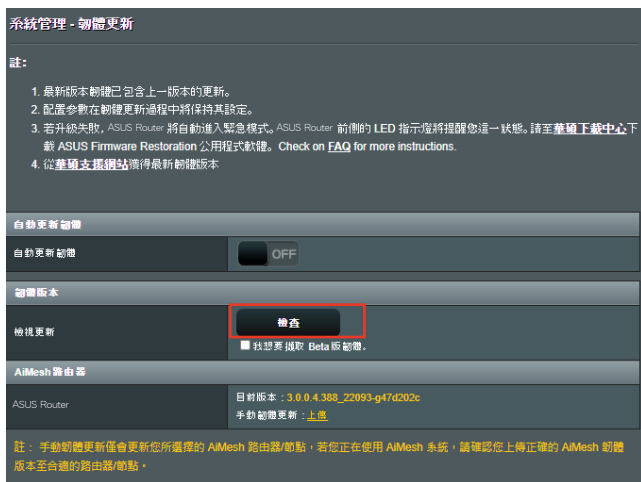 系統管理 - 韌體更新
註:
1. 最新版本韌體已包含上一版本的更新。
2. 配置參數在韌體更新過程中將保持其設定。
3. 若升級失敗, ASUS Router 將自動進入緊急模式。ASUS Router 前側的 LED 指示燈將提醒您這一狀態。請至華碩下載中心下
載 ASUS Firmware Restoration 公用程式軟體。 Check on FAQ for more instructions.
4. 從華碩支援網站獲得最新韌體版本
自動更新韌體
自動更新韌體
OFF
韌體版本
檢視更新
檢查
我想要擷取 Beta 版韌體。
AiMesh 路由器
ASUS Router
目前版本 : 3.0.0.4.388_22093-g47d202c
手動韌體更新 : 上傳
註 : 手動韌體更新僅會更新您所選擇的 AiMesh 路由器/節點，若您正在使用 AiMesh 系統，請確認您上傳正確的 AiMesh 韌體
版本至合適的路由器/節點。